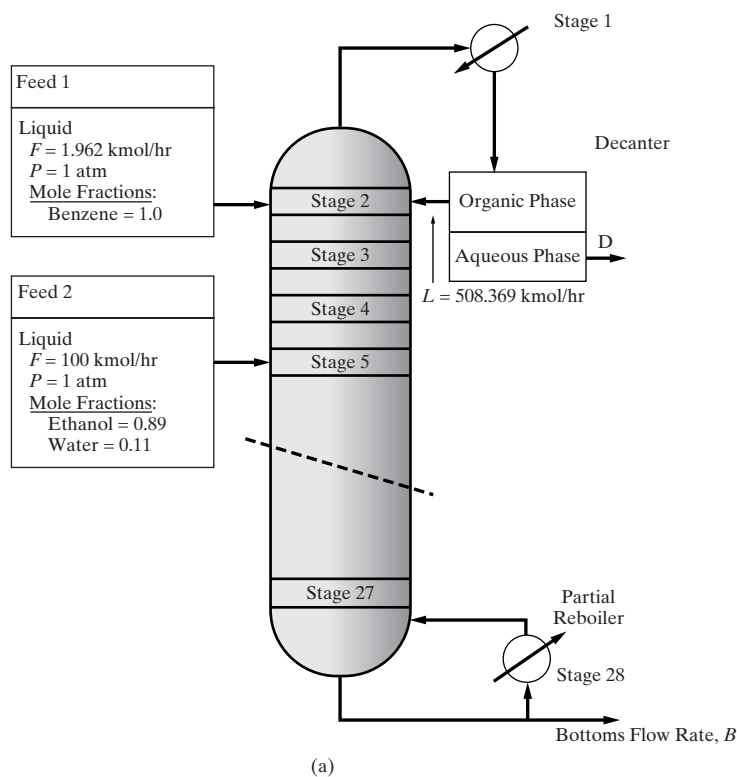 Stage 1
Feed 1
Liquid
F = 1.962 kmol/hr
P = 1 atm
Mole Fractions:
Benzene = 1.0
Decanter
Organic Phase
Aqueous Phase
D
L = 508.369 kmol/hr
Stage 2
Stage 3
Stage 4
Stage 5
Feed 2
Liquid
F = 100 kmol/hr
P = 1 atm
Mole Fractions:
Ethanol = 0.89
Water = 0.11
Stage 27
Partial
Reboiler
Stage 28
Bottoms Flow Rate, B
(a)